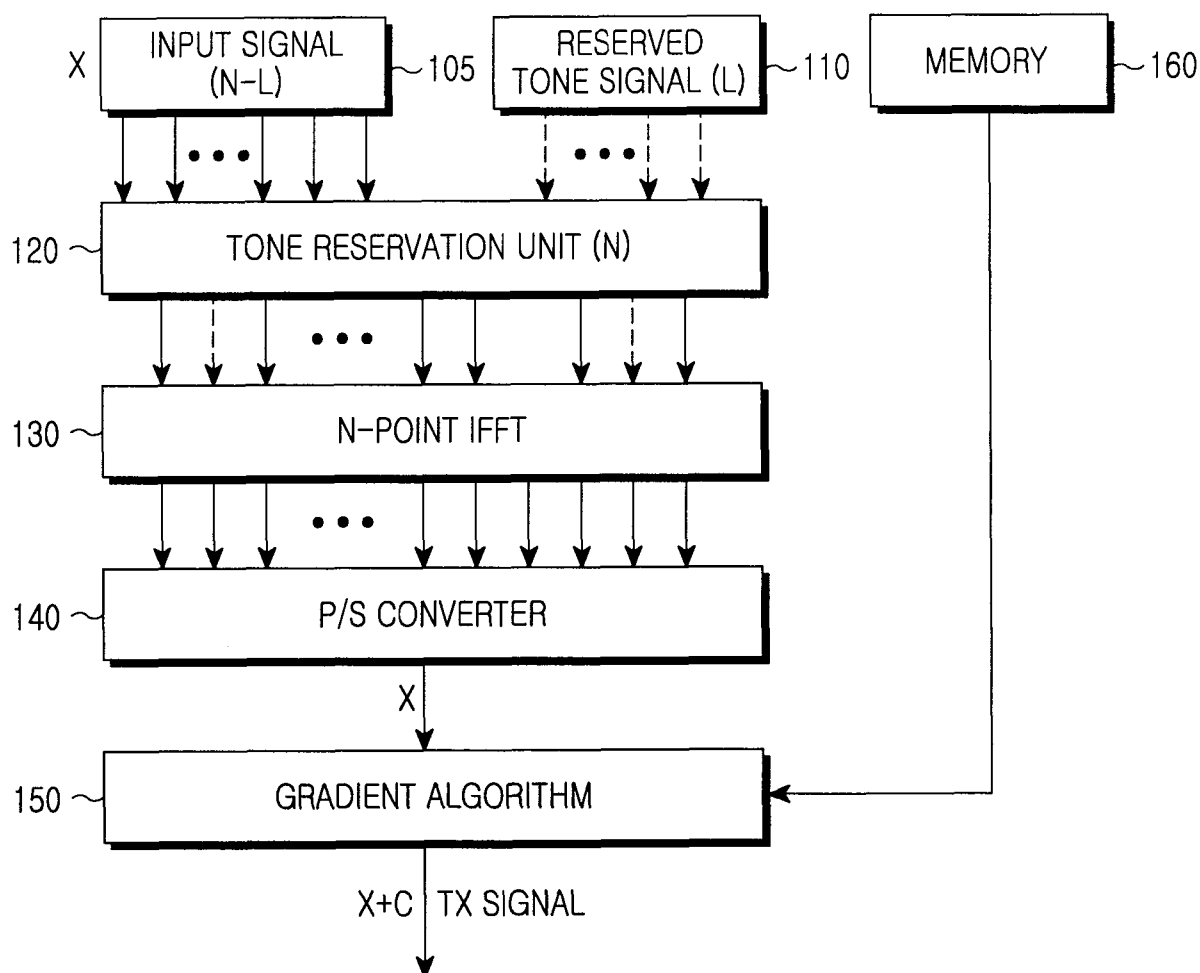 X
INPUT SIGNAL
(N-L)
105
RESERVED
TONE SIGNAL (L)
110
MEMORY
160
120
TONE RESERVATION UNIT (N)
130
N-POINT IFFT
140
P/S CONVERTER
X
150
GRADIENT ALGORITHM
X+C TX SIGNAL